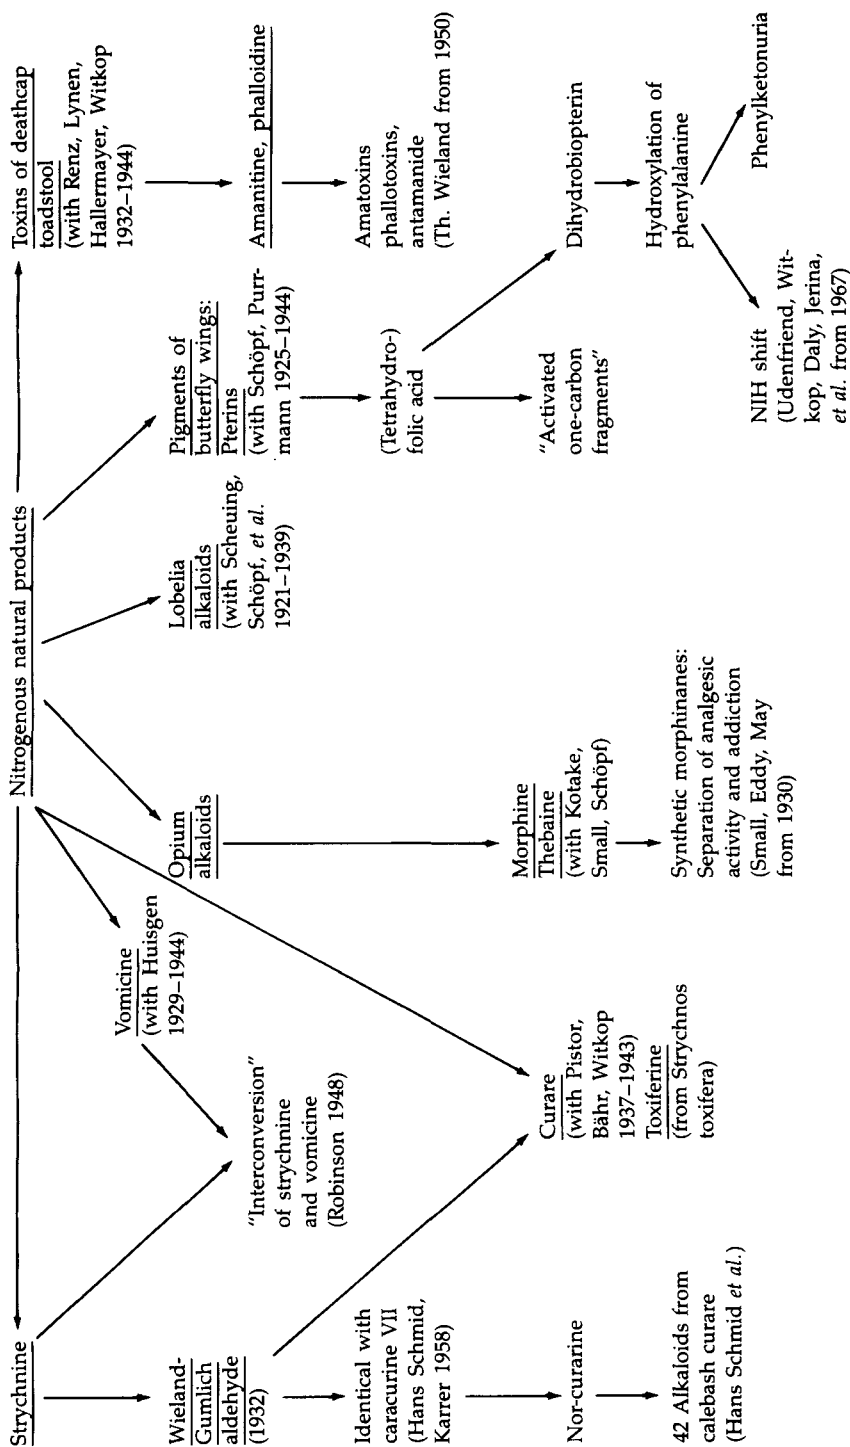 Nitrogenous natural products
Strychnine
Wieland-
Gumlich
aldehyde
(1932)
Identical with
caracurine VII
(Hans Schmid,
Karrer 1958)
Nor-curarine
42 Alkaloids from
calebash curare
(Hans Schmid et al.)
Vomicine
(with Huisgen
1929–1944)
"Interconversion"
of strychnine
and vomicine
(Robinson 1948)
Curare
(with Pistor,
Bähr, Witkop
1937–1943)
Toxiferine
(from Strychnos
toxifera)
Opium
alkaloids
Morphine
Thebaine
(with Kotake,
Small, Schöpf)
Synthetic morphinanes:
Separation of analgesic
activity and addiction
(Small, Eddy, May
from 1930)
Lobelia
alkaloids
(with Scheuing,
Schöpf, et al.
1921–1939)
Pigments of
butterfly wings:
Pterins
(with Schöpf, Purr-
mann 1925–1944)
(Tetrahydro-)
folic acid
"Activated
one-carbon
fragments"
Toxins of deathcap
toadstool
(with Renz, Lynen,
Hallermayer, Witkop
1932–1944)
Amanitine, phalloidine
Amatoxins
phallotoxins,
antamanide
(Th. Wieland from 1950)
Dihydrobiopterin
Hydroxylation of
phenylalanine
NIH shift
(Udenfriend, Wit-
kop, Daly, Jerina,
et al. from 1967)
Phenylketonuria